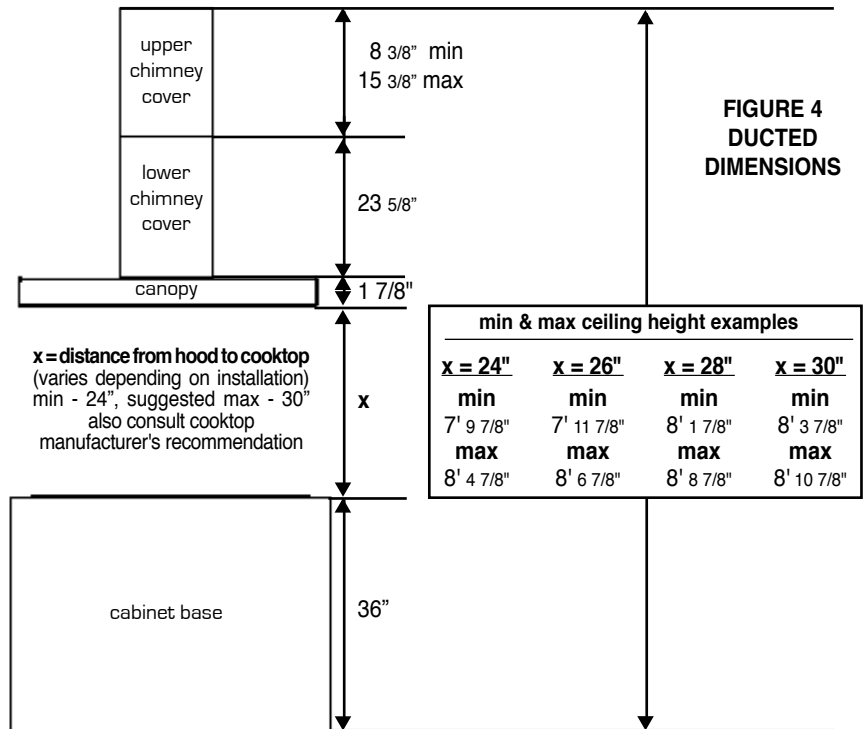 upper
chimney
cover
8 3/8” min
15 3/8” max
FIGURE 4
DUCTED
DIMENSIONS
lower
chimney
cover
23 5/8”
canopy
1 7/8"
x = distance from hood to cooktop
(varies depending on installation)
min - 24”, suggested max - 30”
also consult cooktop
manufacturer's recommendation
x
min & max ceiling height examples
x = 24" x = 26" x = 28" x = 30"
min min min min
7' 9 7/8" 7' 11 7/8" 8' 1 7/8" 8' 3 7/8"
max max max max
8' 4 7/8" 8' 6 7/8" 8' 8 7/8" 8' 10 7/8"
cabinet base
36”